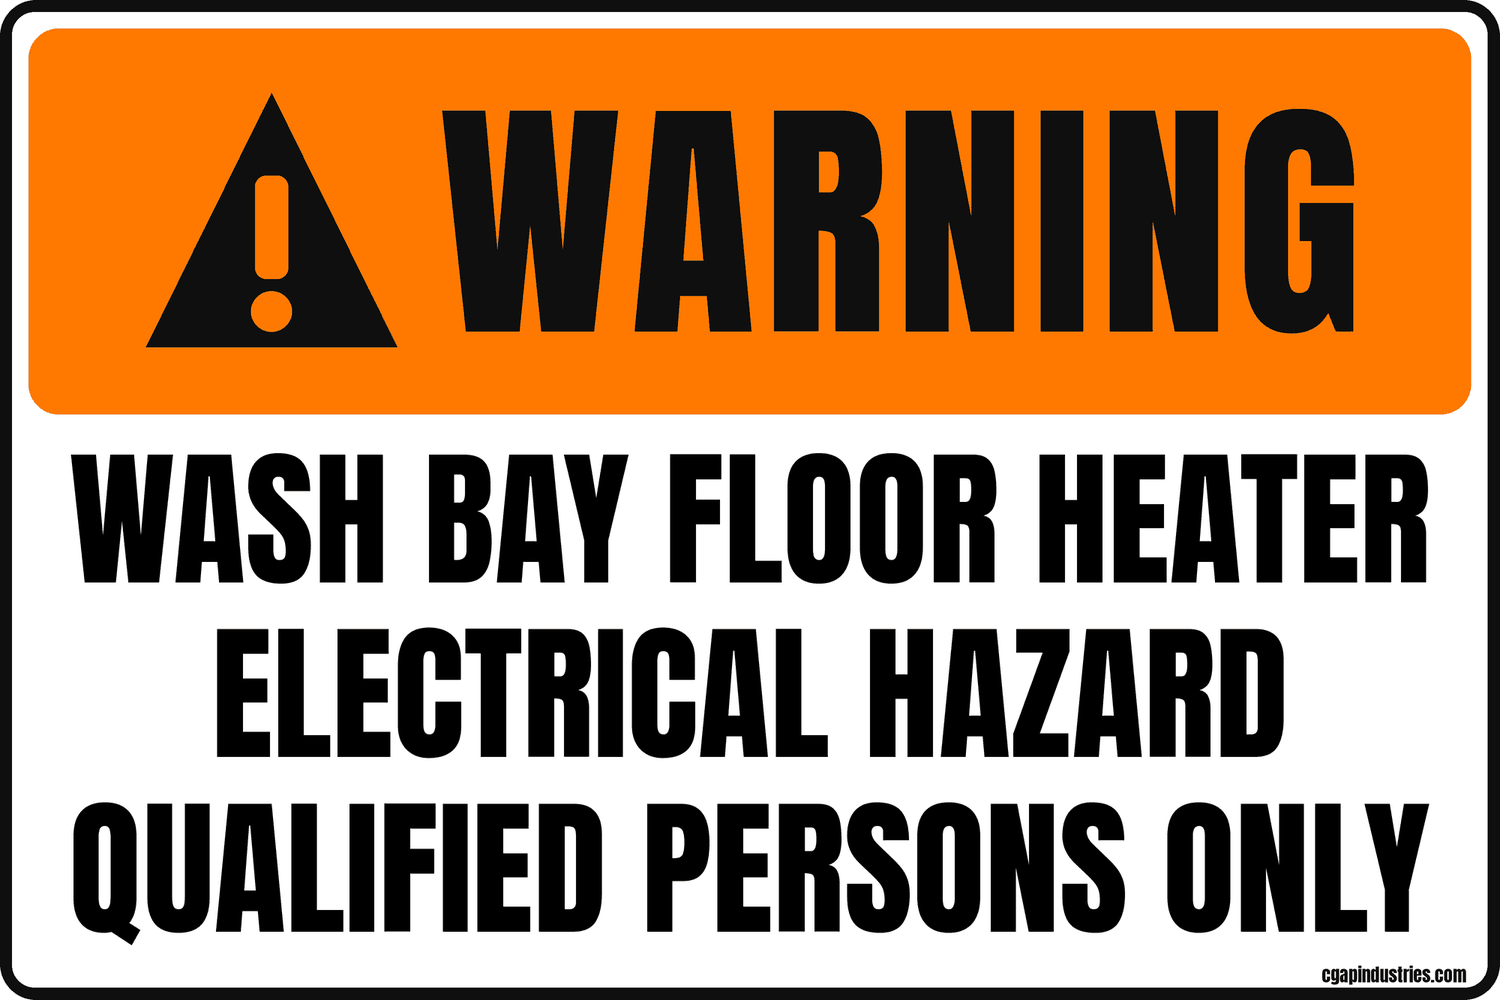 WARNING
WASH BAY FLOOR HEATER
ELECTRICAL HAZARD
QUALIFIED PERSONS ONLY
cgapindustries.com